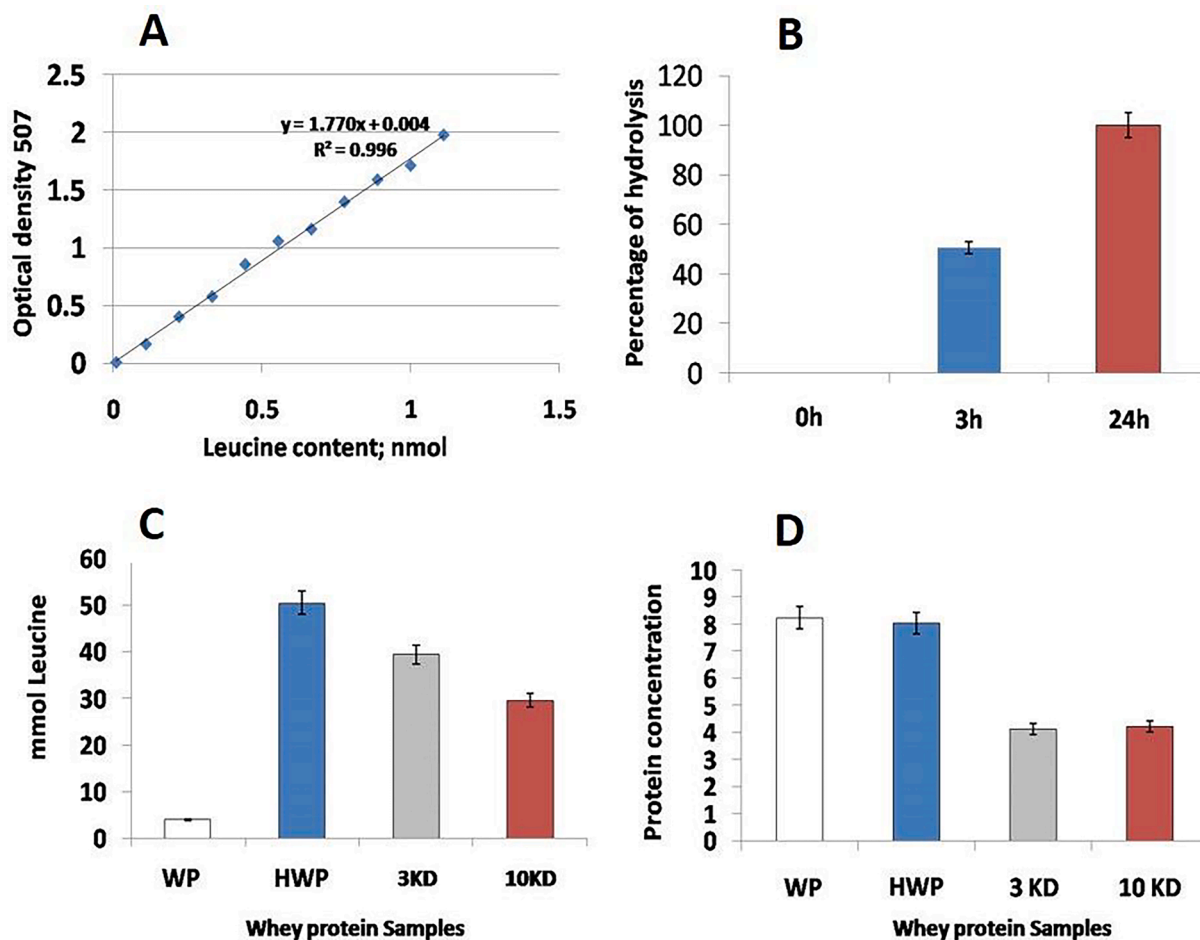 A
Optical density 507
2.5
2
1.5
1
0.5
0
y = 1.770x + 0.004
R² = 0.996
0 0.5 1 1.5
Leucine content; nmol
B
Percentage of hydrolysis
120
100
80
60
40
20
0
0h 3h 24h
C
mmol Leucine
60
50
40
30
20
10
0
WP HWP 3KD 10KD
Whey protein Samples
D
Protein concentration
10
9
8
7
6
5
4
3
2
1
0
WP HWP 3 KD 10 KD
Whey protein Samples